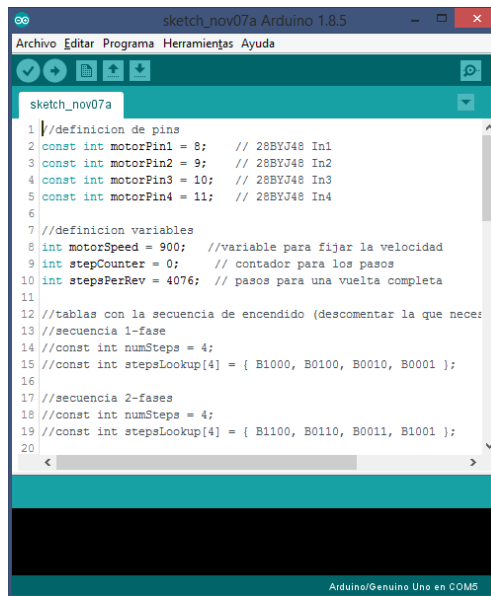 sketch_nov07a Arduino 1.8.5
Archivo Editar Programa Herramientas Ayuda
sketch_nov07a
1 //definicion de pins
2 const int motorPin1 = 8;    // 28BYJ48 In1
3 const int motorPin2 = 9;    // 28BYJ48 In2
4 const int motorPin3 = 10;   // 28BYJ48 In3
5 const int motorPin4 = 11;   // 28BYJ48 In4
6
7 //definicion variables
8 int motorSpeed = 900;   //variable para fijar la velocidad
9 int stepCounter = 0;     // contador para los pasos
10 int stepsPerRev = 4076;  // pasos para una vuelta completa
11
12 //tablas con la secuencia de encendido (descomentar la que neces
13 //secuencia 1-fase
14 //const int numSteps = 4;
15 //const int stepsLookup[4] = { B1000, B0100, B0010, B0001 };
16
17 //secuencia 2-fases
18 //const int numSteps = 4;
19 //const int stepsLookup[4] = { B1100, B0110, B0011, B1001 };
20
Arduino/Genuino Uno en COM5